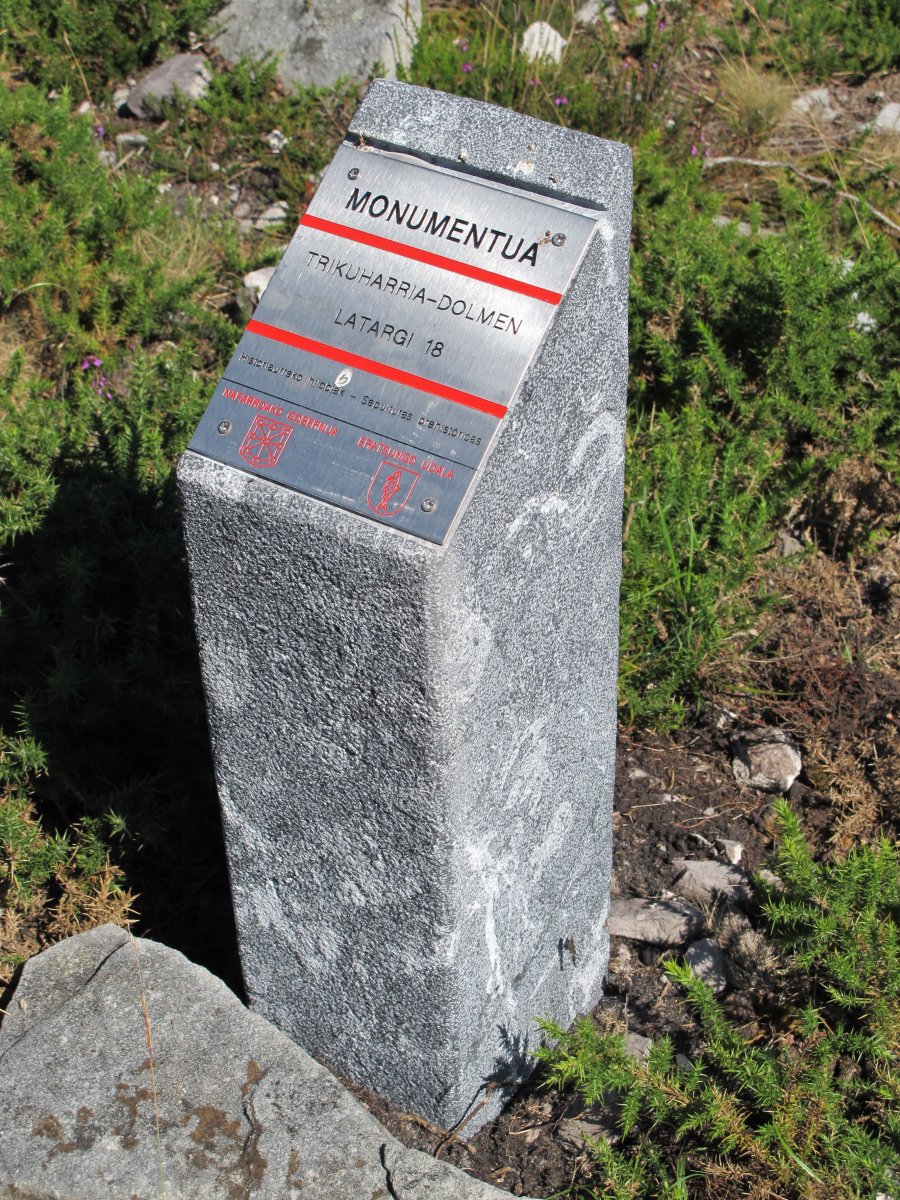 MONUMENTUA
TRIKUHARRIA-DOLMEN
LATARGI 18
Historiaurreko hilobiak - Sepulturas prehistóricas
NAFARROAKO GOBERNUA
ERATSUNGO UDALA